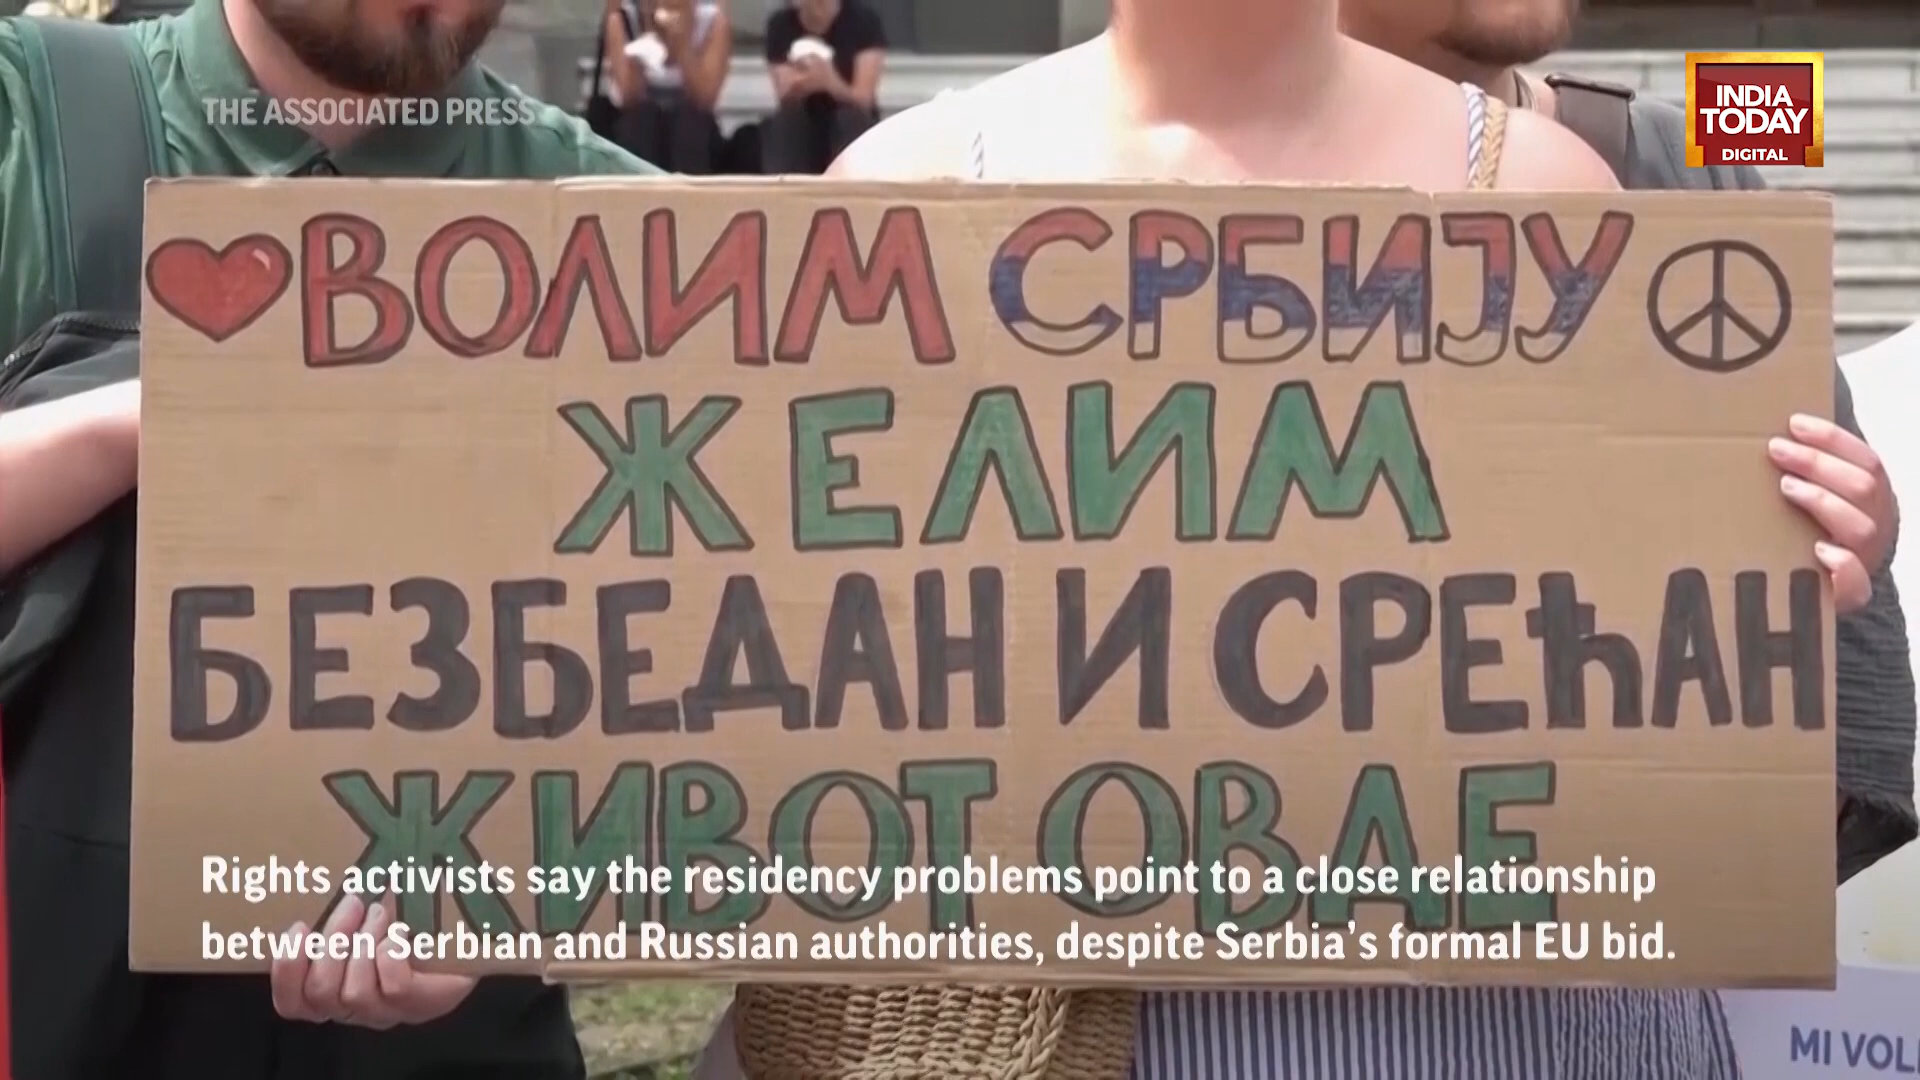 THE ASSOCIATED PRESS
INDIA
TODAY
DIGITAL
ВОЛИМ СРБИЈУ
ЖЕЛИМ
БЕЗБЕДАН И СРЕЋАН
ЖИВОТ ОВДЕ
Rights activists say the residency problems point to a close relationship
between Serbian and Russian authorities, despite Serbia's formal EU bid.
MI VOL